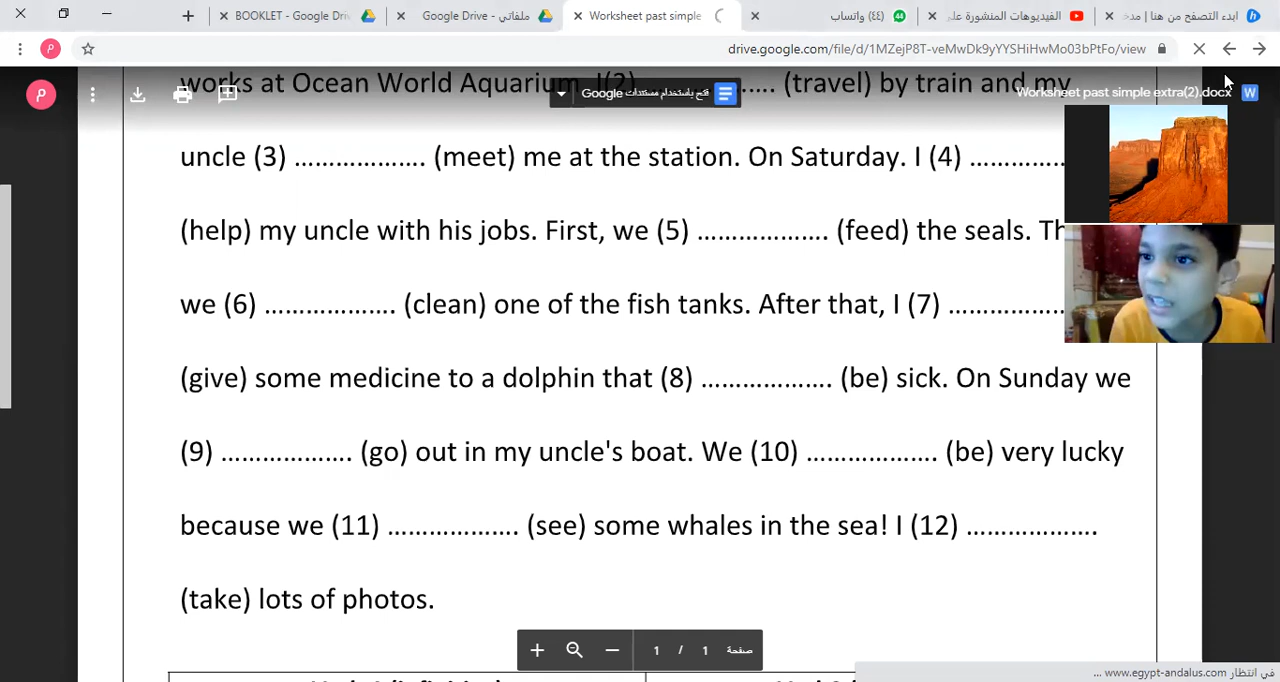 BOOKLET - Google Dri
Google Drive - ملفاتي
Worksheet past simple
(٤٤) واتساب
الفيديوهات المنشورة على
ابدء التصفح من هنا | مدخ
P
drive.google.com/file/d/1MZejP8T-veMwDk9yYYSHiHwMo03bPtFo/view
P
works at Ocean World Aquarium. I(2) ........ (travel) by train and my
فتح باستخدام مستندات Google
Worksheet past simple extra(2).docx W
uncle (3) ………………. (meet) me at the station. On Saturday. I (4) …………..
(help) my uncle with his jobs. First, we (5) ………………. (feed) the seals. Th
we (6) ………………. (clean) one of the fish tanks. After that, I (7) ……………..
(give) some medicine to a dolphin that (8) ………………. (be) sick. On Sunday we
(9) ………………. (go) out in my uncle's boat. We (10) ………………. (be) very lucky
because we (11) ………………. (see) some whales in the sea! I (12) ……………….
(take) lots of photos.
صفحة 1 / 1
في انتظار www.egypt-andalus.com ...